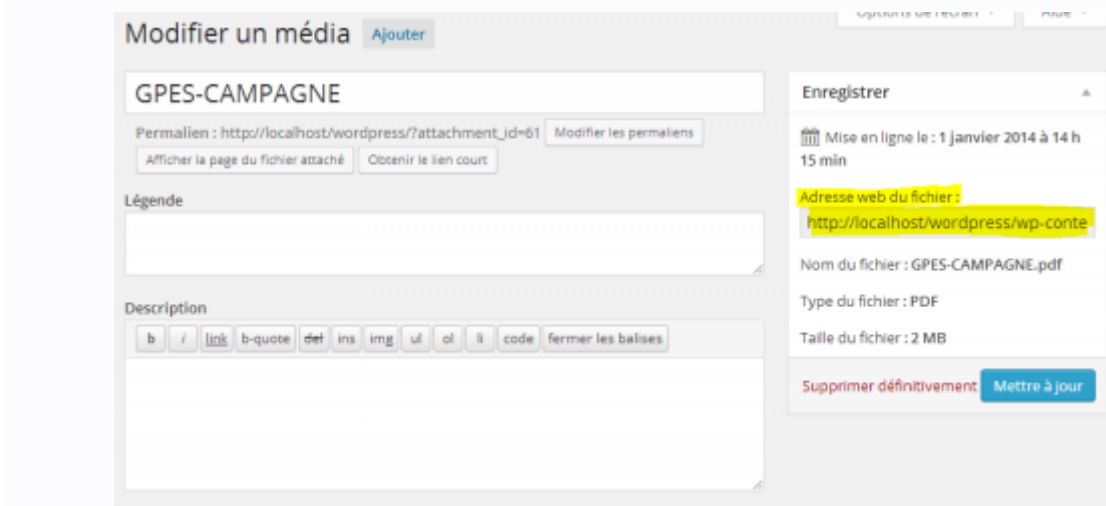 Options de l'écran
Aide
Modifier un média Ajouter
GPES-CAMPAGNE
Permalien : http://localhost/wordpress/?attachment_id=61 Modifier les permaliens
Afficher la page du fichier attaché Obtenir le lien court
Légende
Description
b i link b-quote del ins img ul ol li code fermer les balises
Enregistrer
Mise en ligne le : 1 janvier 2014 à 14 h
15 min
Adresse web du fichier :
http://localhost/wordpress/wp-conte
Nom du fichier : GPES-CAMPAGNE.pdf
Type du fichier : PDF
Taille du fichier : 2 MB
Supprimer définitivement Mettre à jour